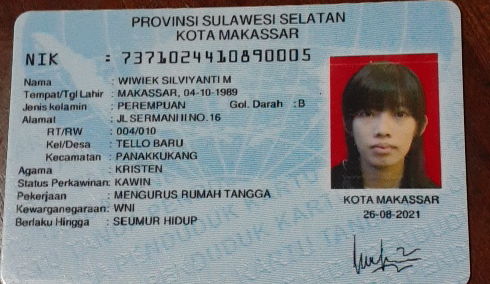 PROVINSI SULAWESI SELATAN
KOTA MAKASSAR
NIK : 7371024410890005
Nama : WIWIEK SILVIYANTI M
Tempat/Tgl Lahir : MAKASSAR, 04-10-1989
Jenis kelamin : PEREMPUAN Gol. Darah :B
Alamat : JL SERMANI II NO.16
RT/RW : 004/010
Kel/Desa : TELLO BARU
Kecamatan : PANAKKUKANG
Agama : KRISTEN
Status Perkawinan: KAWIN
Pekerjaan : MENGURUS RUMAH TANGGA
Kewarganegaraan: WNI
Berlaku Hingga : SEUMUR HIDUP
KOTA MAKASSAR
26-08-2021